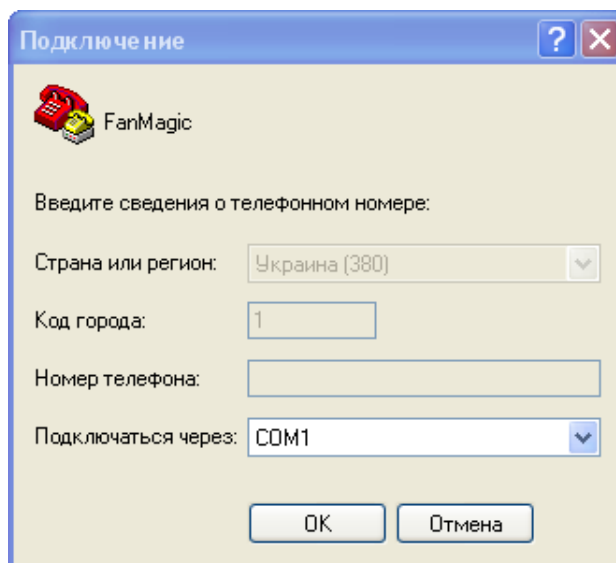 Подключение
FanMagic
Введите сведения о телефонном номере:
Страна или регион: Украина (380)
Код города: 1
Номер телефона:
Подключаться через: COM1
OK Отмена